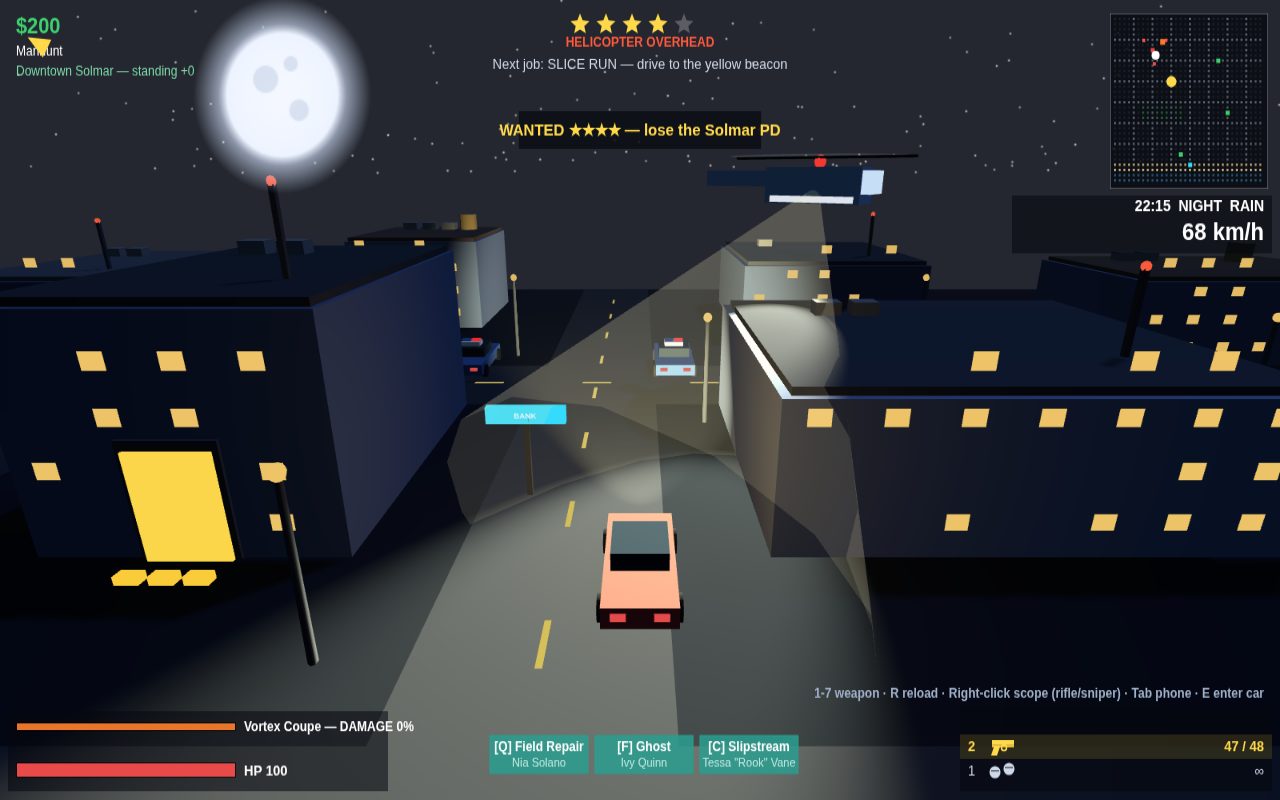 $200
Manhunt
Downtown Solmar — standing +0
HELICOPTER OVERHEAD
Next job: SLICE RUN — drive to the yellow beacon
WANTED ★★★★ — lose the Solmar PD
22:15 NIGHT RAIN
68 km/h
BANK
1-7 weapon · R reload · Right-click scope (rifle/sniper) · Tab phone · E enter car
Vortex Coupe — DAMAGE 0%
HP 100
[Q] Field Repair
Nia Solano
[F] Ghost
Ivy Quinn
[C] Slipstream
Tessa "Rook" Vane
2 47 / 48
1 ∞